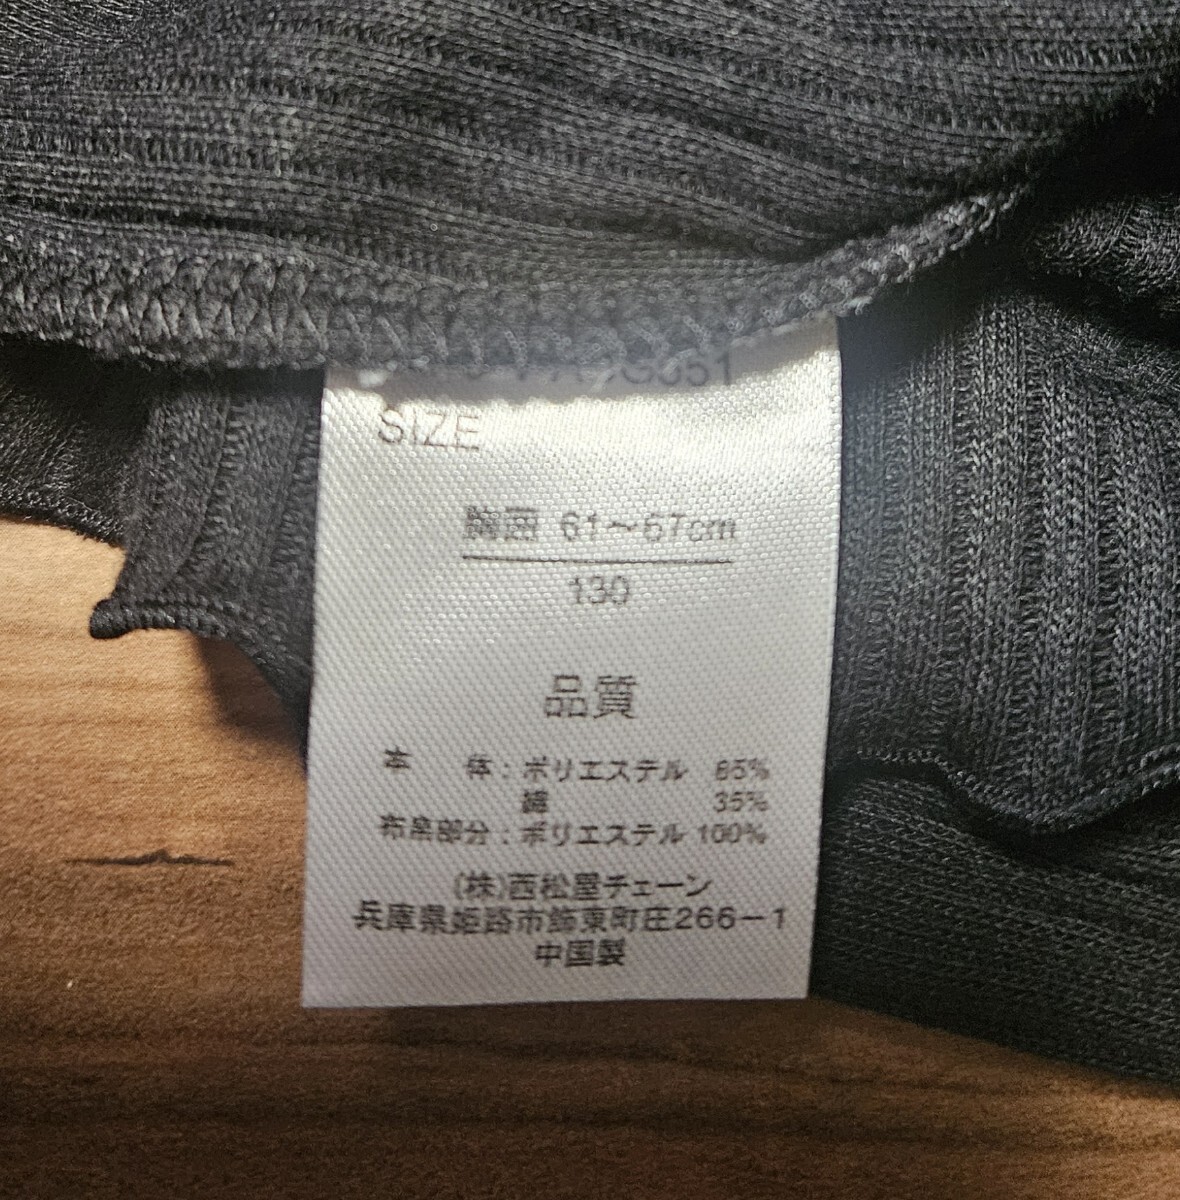 SIZE
胸囲 61～67cm
130
品質
本　体：ポリエステル 65%
綿 35%
布帛部分：ポリエステル 100%
(株)西松屋チェーン
兵庫県姫路市飾東町庄266－1
中国製